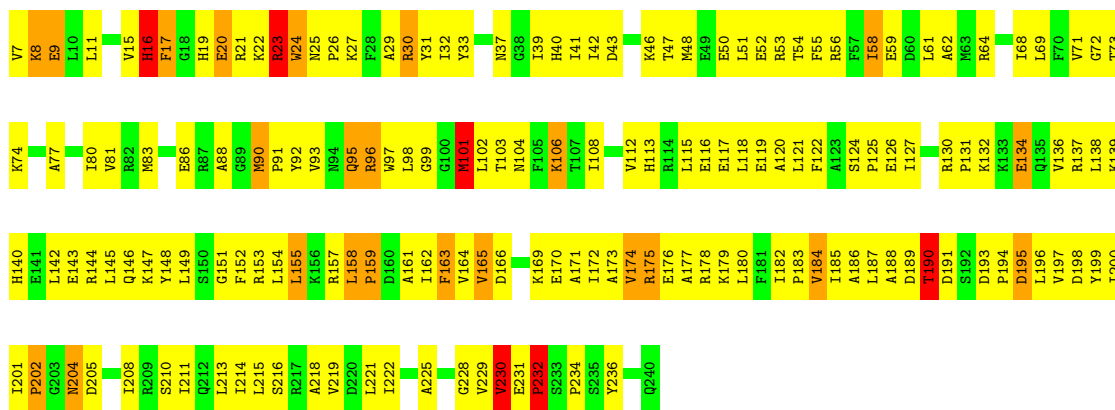 V7 K8 E9 L10 L11 V15 H16 F17 G18 H19 E20 R21 K22 R23 W24 N25 P26 K27 F28 A29 R30 Y31 I32 Y33 N37 G38 I39 H40 I41 I42 D43 K46 T47 M48 E49 E50 L51 E52 R53 T54 F55 R56 F57 I58 E59 D60 L61 A62 M63 R64 I68 L69 F70 V71 G72 T73
K74 A77 I80 V81 R82 M83 E86 R87 A88 G89 M90 P91 Y92 V93 N94 Q95 R96 W97 L98 G99 G100 M101 L102 T103 N104 F105 K106 T107 I108 V112 H113 R114 L115 E116 E117 L118 E119 A120 L121 F122 A123 S124 P125 E126 I127 R130 P131 K132 K133 E134 Q135 V136 R137 L138 K139
H140 E141 L142 E143 R144 L145 Q146 K147 Y148 L149 S150 G151 F152 R153 L154 L155 K156 R157 L158 P159 D160 A161 I162 F163 V164 V165 D166 K169 E170 A171 I172 A173 V174 R175 E176 A177 R178 K179 L180 F181 I182 P183 V184 I185 A186 L187 A188 D189 T190 D191 S192 D193 P194 D195 L196 V197 D198 Y199 I200
I201 P202 G203 N204 D205 I208 R209 S210 I211 Q212 L213 I214 L215 S216 R217 A218 V219 D220 L221 I222 A225 G228 V229 V230 E231 P232 S233 P234 S235 Y236 Q240